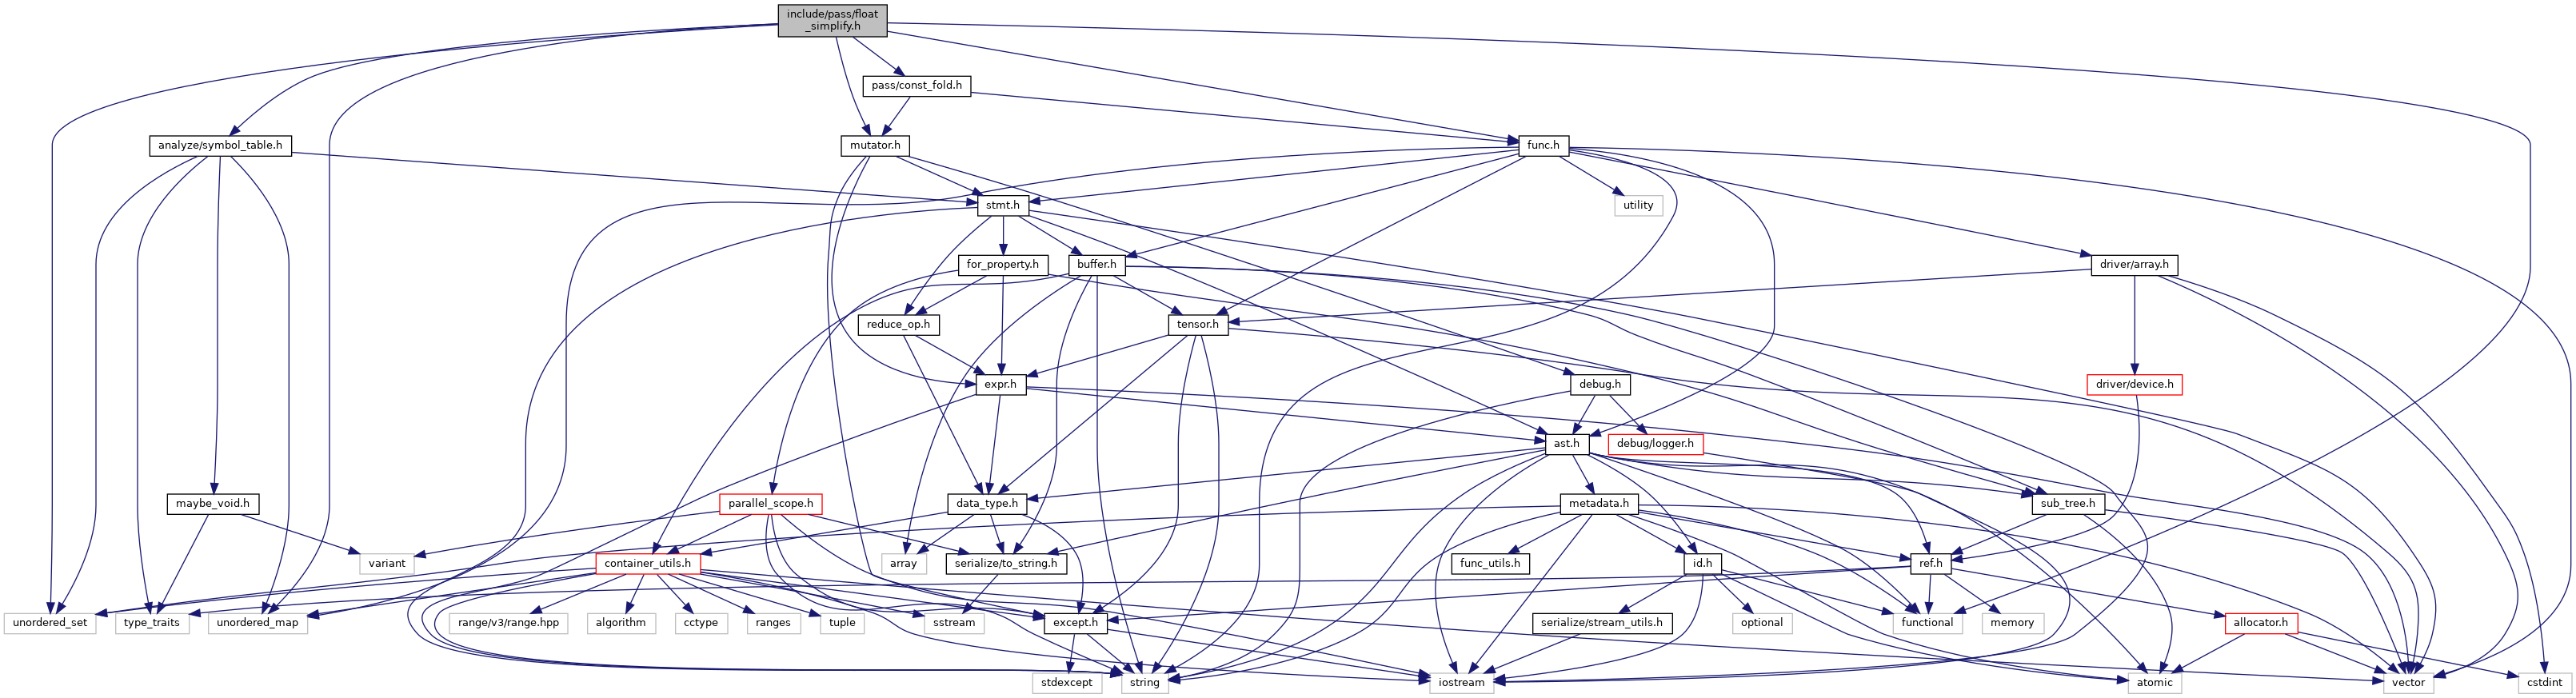 include/pass/float
_simplify.h
pass/const_fold.h
analyze/symbol_table.h
mutator.h
func.h
stmt.h
utility
for_property.h
buffer.h
driver/array.h
reduce_op.h
tensor.h
expr.h
debug.h
driver/device.h
ast.h
debug/logger.h
maybe_void.h
parallel_scope.h
data_type.h
metadata.h
sub_tree.h
variant
container_utils.h
array
serialize/to_string.h
func_utils.h
id.h
ref.h
unordered_set
type_traits
unordered_map
range/v3/range.hpp
algorithm
cctype
ranges
tuple
sstream
except.h
serialize/stream_utils.h
optional
functional
memory
allocator.h
stdexcept
string
iostream
atomic
vector
cstdint